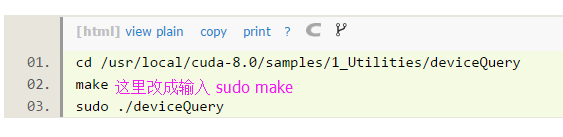 [html] view plain copy print ?
01. cd /usr/local/cuda-8.0/samples/1_Utilities/deviceQuery
02. make 这里改成输入 sudo make
03. sudo ./deviceQuery